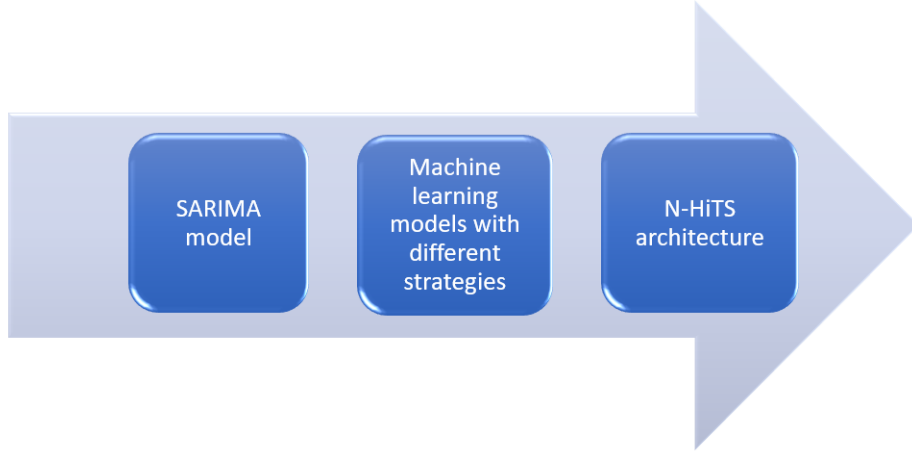 SARIMA
model
Machine
learning
models with
different
strategies
N-HiTS
architecture